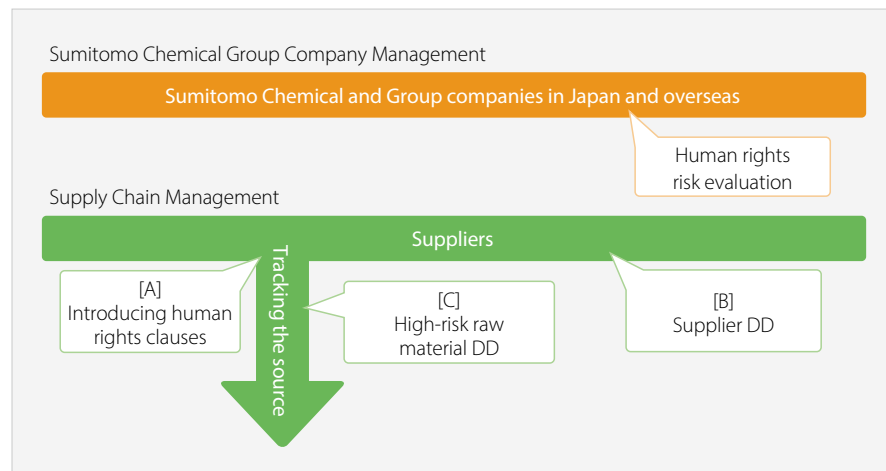 Sumitomo Chemical Group Company Management
Sumitomo Chemical and Group companies in Japan and overseas
Human rights
risk evaluation
Supply Chain Management
Suppliers
Tracking the source
[A]
Introducing human
rights clauses
[C]
High-risk raw
material DD
[B]
Supplier DD